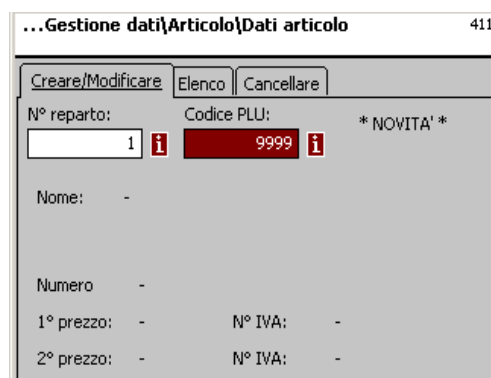 ...Gestione dati\Articolo\Dati articolo 411
Creare/Modificare Elenco Cancellare
N° reparto: Codice PLU: * NOVITA' *
1 i 9999 i
Nome: -
Numero -
1° prezzo: - N° IVA: -
2° prezzo: - N° IVA: -